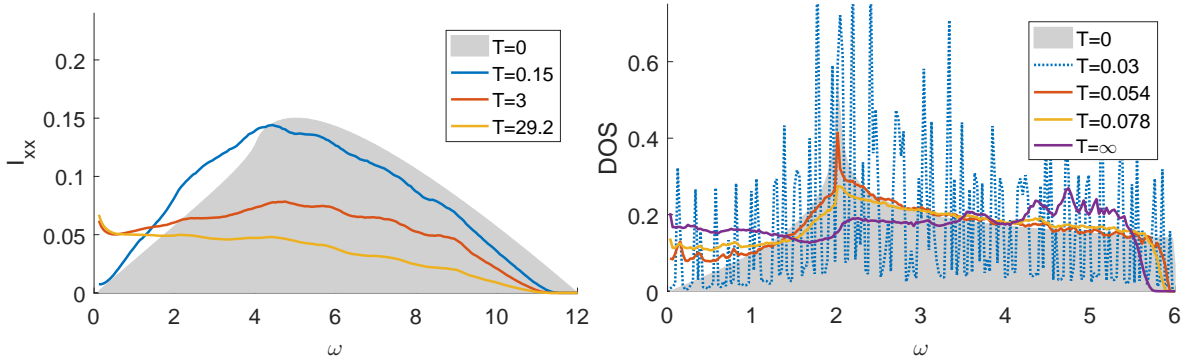 I_xx
0.2
0.15
0.1
0.05
0
0 2 4 6 8 10 12
ω
T=0
T=0.15
T=3
T=29.2
DOS
0.6
0.4
0.2
0
0 1 2 3 4 5 6
ω
T=0
T=0.03
T=0.054
T=0.078
T=∞